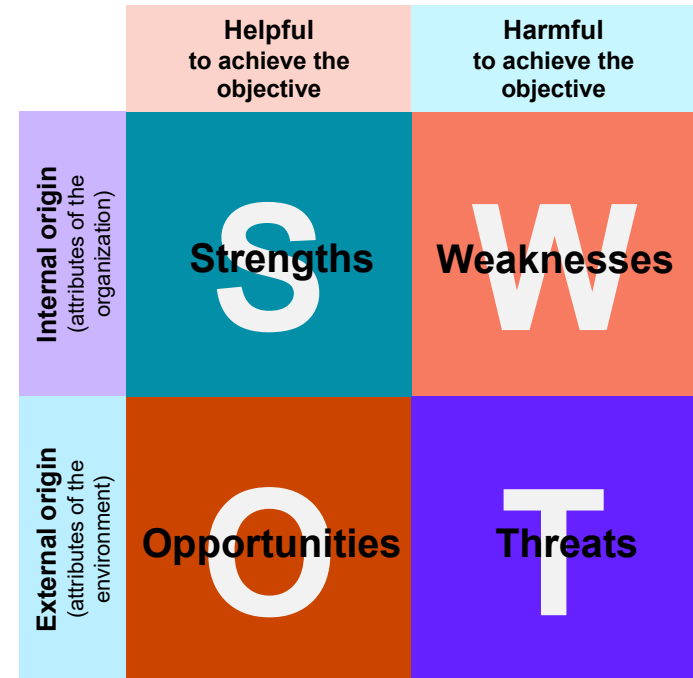 Helpful
to achieve the
objective
Harmful
to achieve the
objective
Internal origin
(attributes of the
organization)
S
Strengths
W
Weaknesses
External origin
(attributes of the
environment)
O
Opportunities
T
Threats